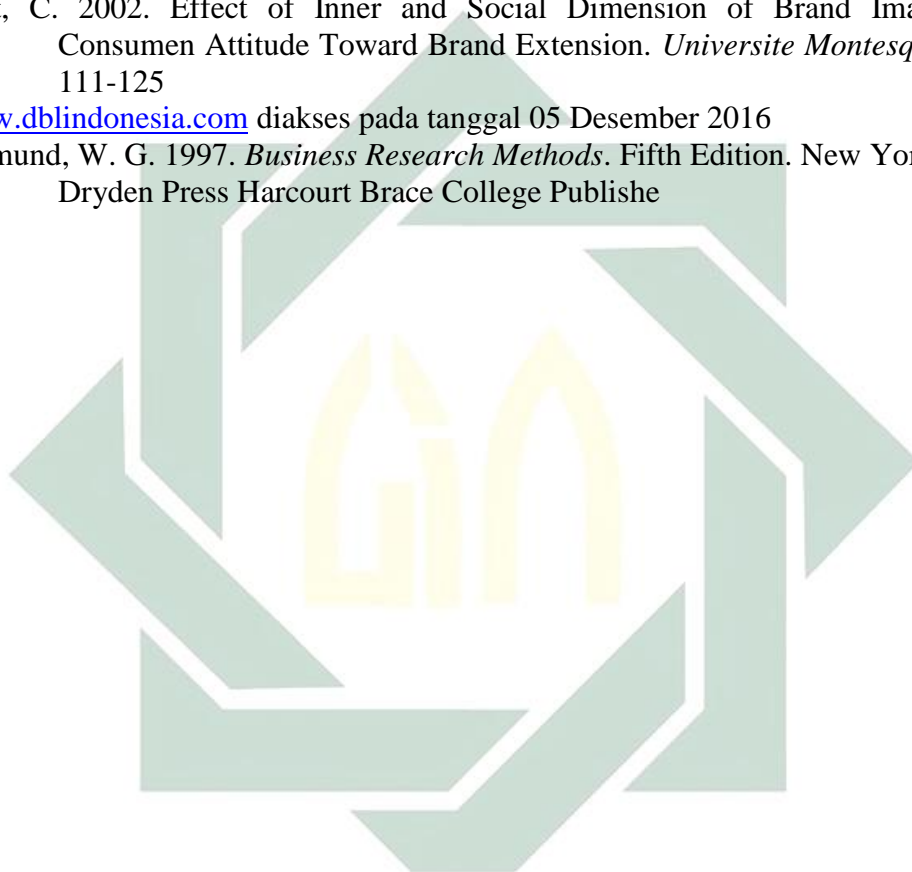 , C. 2002. Effect of Inner and Social Dimension of Brand Ima
Consumen Attitude Toward Brand Extension. Universite Montesq
111-125
w.dblindonesia.com diakses pada tanggal 05 Desember 2016
mund, W. G. 1997. Business Research Methods. Fifth Edition. New Yor
Dryden Press Harcourt Brace College Publishe